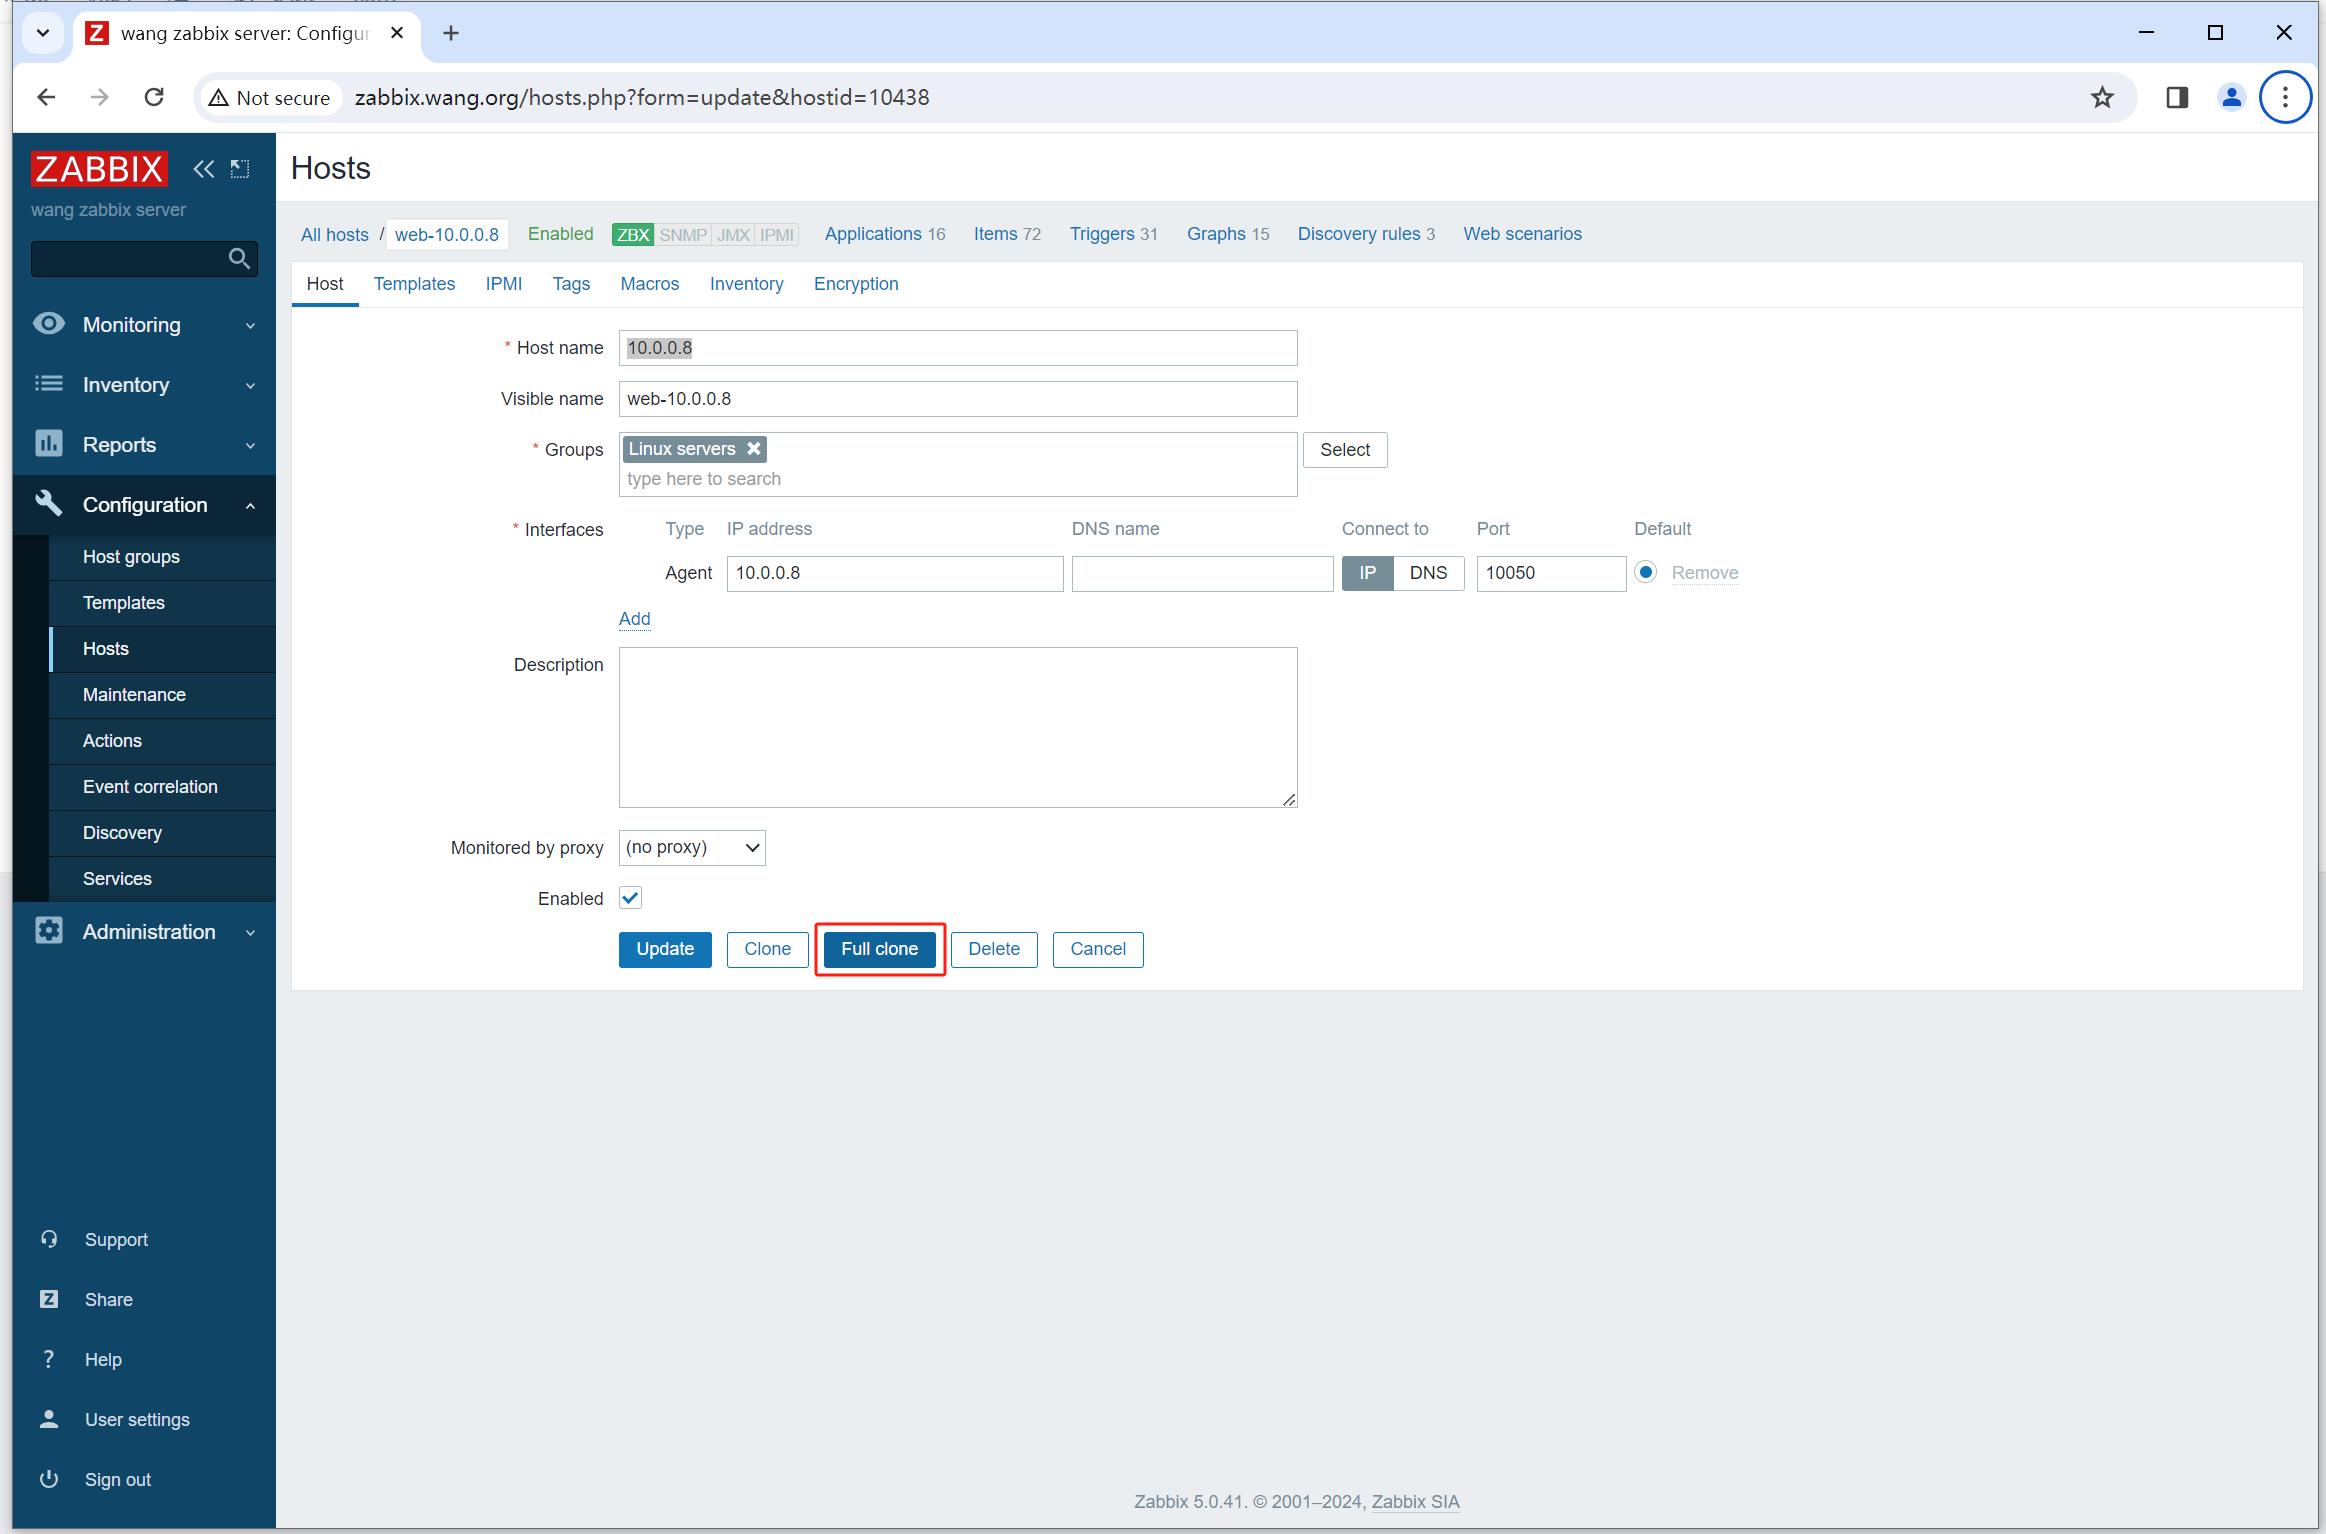 wang zabbix server: Configur
Not secure
zabbix.wang.org/hosts.php?form=update&hostid=10438
ZABBIX
wang zabbix server
Monitoring
Inventory
Reports
Configuration
Host groups
Templates
Hosts
Maintenance
Actions
Event correlation
Discovery
Services
Administration
Support
Share
Help
User settings
Sign out
Hosts
All hosts / web-10.0.0.8 Enabled ZBX SNMP JMX IPMI Applications 16 Items 72 Triggers 31 Graphs 15 Discovery rules 3 Web scenarios
Host Templates IPMI Tags Macros Inventory Encryption
* Host name 10.0.0.8
Visible name web-10.0.0.8
* Groups Linux servers Select
type here to search
* Interfaces Type IP address DNS name Connect to Port Default
Agent 10.0.0.8 IP DNS 10050 Remove
Add
Description
Monitored by proxy (no proxy)
Enabled
Update Clone Full clone Delete Cancel
Zabbix 5.0.41. © 2001–2024, Zabbix SIA